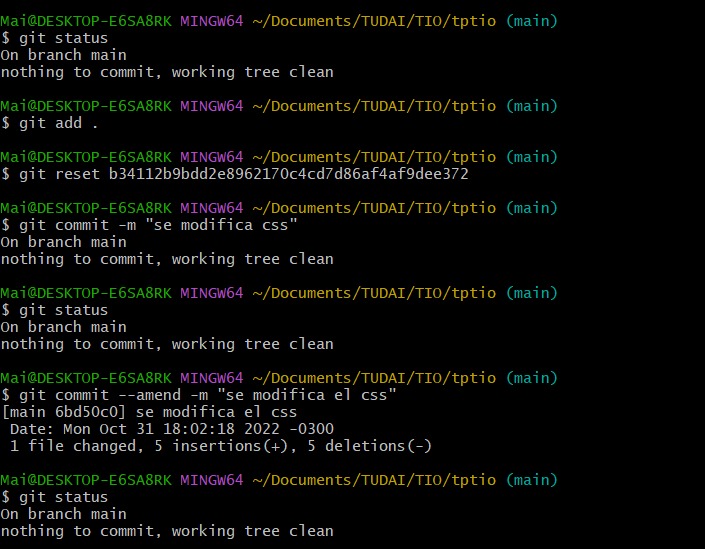 Mai@DESKTOP-E6SA8RK MINGW64 ~/Documents/TUDAI/TIO/tptio (main)
$ git status
On branch main
nothing to commit, working tree clean
Mai@DESKTOP-E6SA8RK MINGW64 ~/Documents/TUDAI/TIO/tptio (main)
$ git add .
Mai@DESKTOP-E6SA8RK MINGW64 ~/Documents/TUDAI/TIO/tptio (main)
$ git reset b34112b9bdd2e8962170c4cd7d86af4af9dee372
Mai@DESKTOP-E6SA8RK MINGW64 ~/Documents/TUDAI/TIO/tptio (main)
$ git commit -m "se modifica css"
On branch main
nothing to commit, working tree clean
Mai@DESKTOP-E6SA8RK MINGW64 ~/Documents/TUDAI/TIO/tptio (main)
$ git status
On branch main
nothing to commit, working tree clean
Mai@DESKTOP-E6SA8RK MINGW64 ~/Documents/TUDAI/TIO/tptio (main)
$ git commit --amend -m "se modifica el css"
[main 6bd50c0] se modifica el css
 Date: Mon Oct 31 18:02:18 2022 -0300
 1 file changed, 5 insertions(+), 5 deletions(-)
Mai@DESKTOP-E6SA8RK MINGW64 ~/Documents/TUDAI/TIO/tptio (main)
$ git status
On branch main
nothing to commit, working tree clean